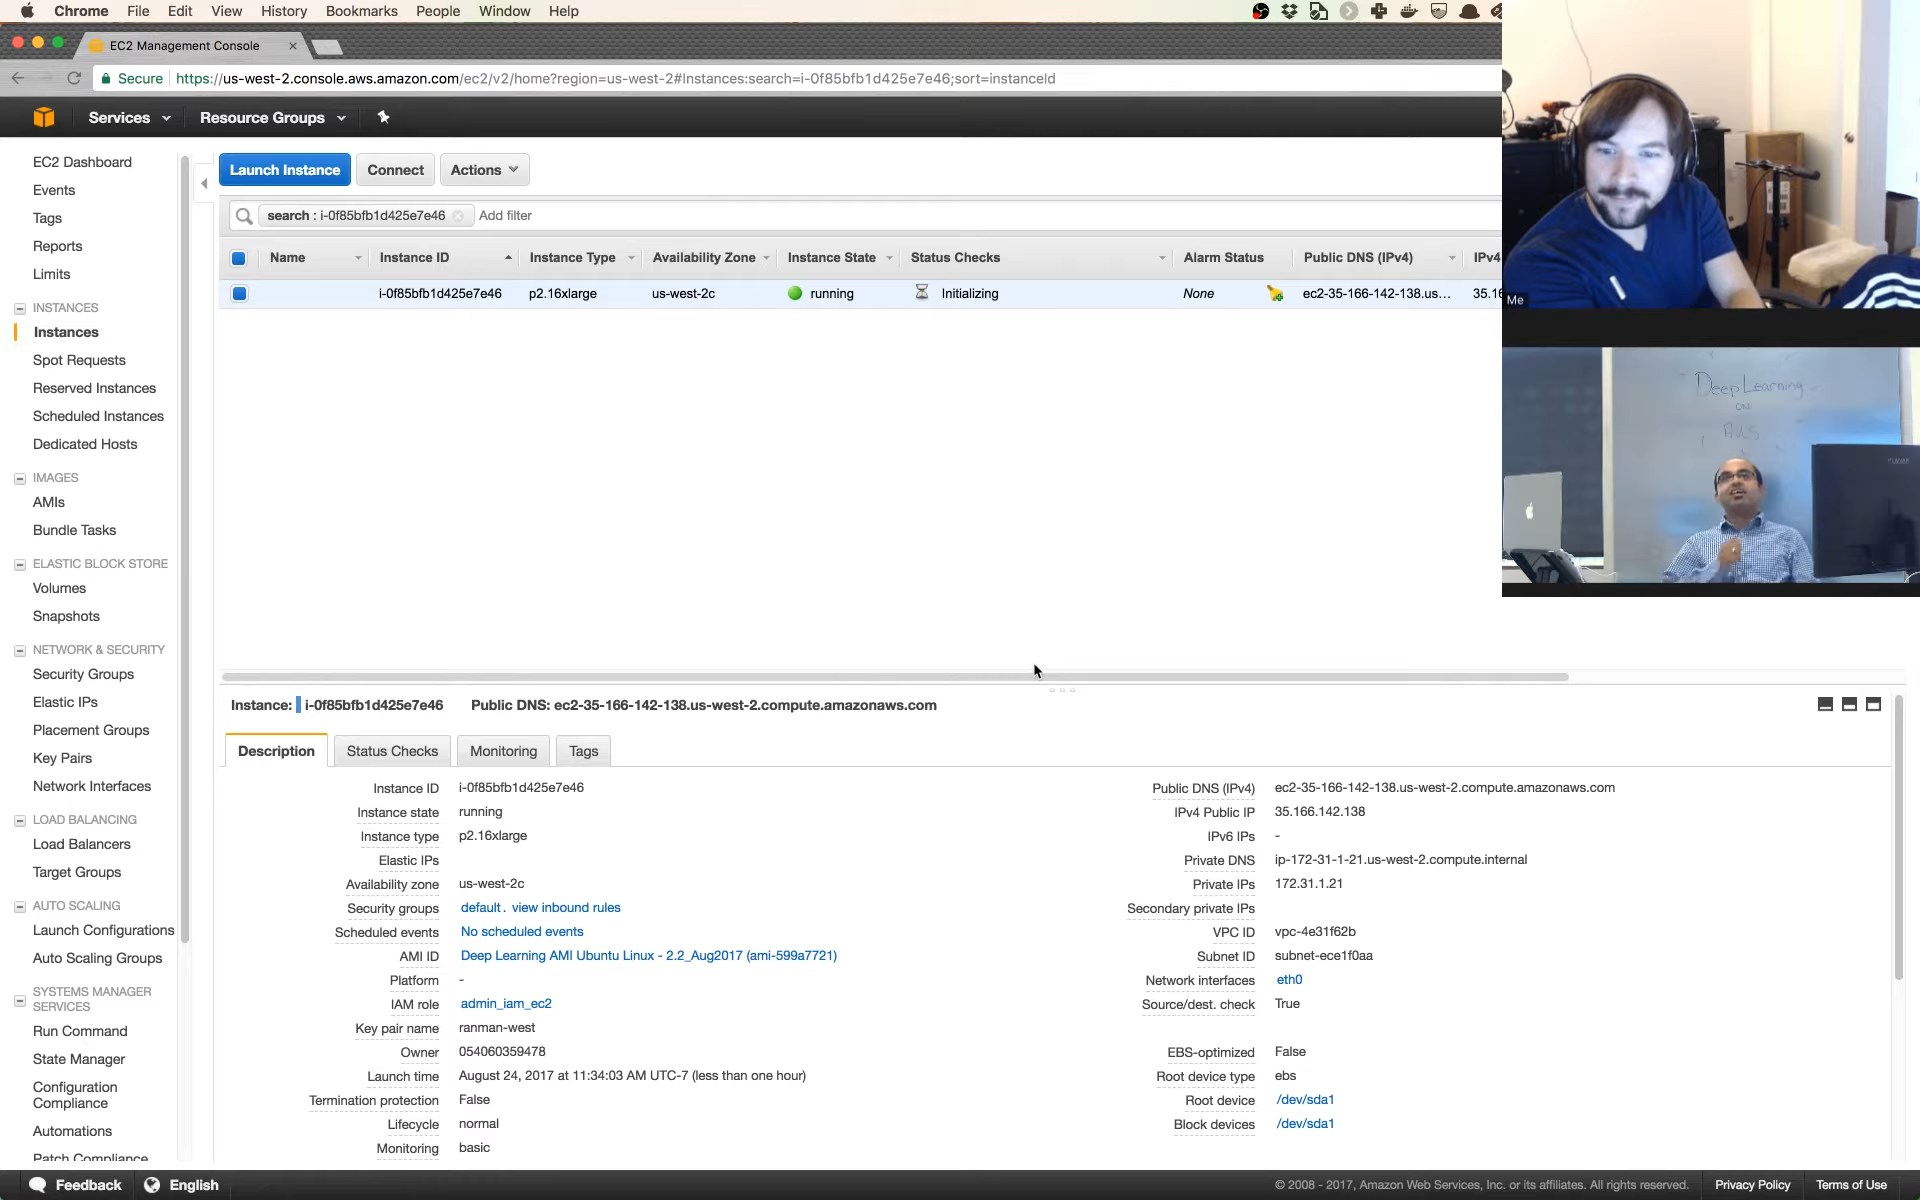 Chrome File Edit View History Bookmarks People Window Help
EC2 Management Console
Secure https://us-west-2.console.aws.amazon.com/ec2/v2/home?region=us-west-2#Instances:search=i-0f85bfb1d425e7e46;sort=instanceId
Services Resource Groups
EC2 Dashboard
Events
Tags
Reports
Limits
INSTANCES
Instances
Spot Requests
Reserved Instances
Scheduled Instances
Dedicated Hosts
IMAGES
AMIs
Bundle Tasks
ELASTIC BLOCK STORE
Volumes
Snapshots
NETWORK & SECURITY
Security Groups
Elastic IPs
Placement Groups
Key Pairs
Network Interfaces
LOAD BALANCING
Load Balancers
Target Groups
AUTO SCALING
Launch Configurations
Auto Scaling Groups
SYSTEMS MANAGER
SERVICES
Run Command
State Manager
Configuration
Compliance
Automations
Patch Compliance
Launch Instance Connect Actions
search : i-0f85bfb1d425e7e46 Add filter
Name Instance ID Instance Type Availability Zone Instance State Status Checks Alarm Status Public DNS (IPv4) IPv4
i-0f85bfb1d425e7e46 p2.16xlarge us-west-2c running Initializing None ec2-35-166-142-138.us... 35.16
Me
Deep Learning
on
AWS
Instance: i-0f85bfb1d425e7e46 Public DNS: ec2-35-166-142-138.us-west-2.compute.amazonaws.com
Description Status Checks Monitoring Tags
Instance ID i-0f85bfb1d425e7e46
Instance state running
Instance type p2.16xlarge
Elastic IPs
Availability zone us-west-2c
Security groups default. view inbound rules
Scheduled events No scheduled events
AMI ID Deep Learning AMI Ubuntu Linux - 2.2_Aug2017 (ami-599a7721)
Platform -
IAM role admin_iam_ec2
Key pair name ranman-west
Owner 054060359478
Launch time August 24, 2017 at 11:34:03 AM UTC-7 (less than one hour)
Termination protection False
Lifecycle normal
Monitoring basic
Public DNS (IPv4) ec2-35-166-142-138.us-west-2.compute.amazonaws.com
IPv4 Public IP 35.166.142.138
IPv6 IPs -
Private DNS ip-172-31-1-21.us-west-2.compute.internal
Private IPs 172.31.1.21
Secondary private IPs
VPC ID vpc-4e31f62b
Subnet ID subnet-ece1f0aa
Network interfaces eth0
Source/dest. check True
EBS-optimized False
Root device type ebs
Root device /dev/sda1
Block devices /dev/sda1
Feedback English © 2008 - 2017, Amazon Web Services, Inc. or its affiliates. All rights reserved. Privacy Policy Terms of Use